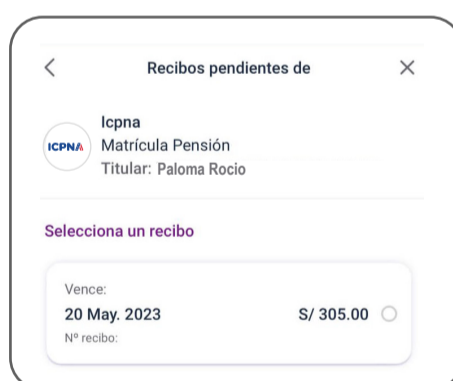 Recibos pendientes de
Icpna
ICPNA
Matrícula Pensión
Titular: Paloma Rocio
Selecciona un recibo
Vence:
20 May. 2023 S/ 305.00
Nº recibo: